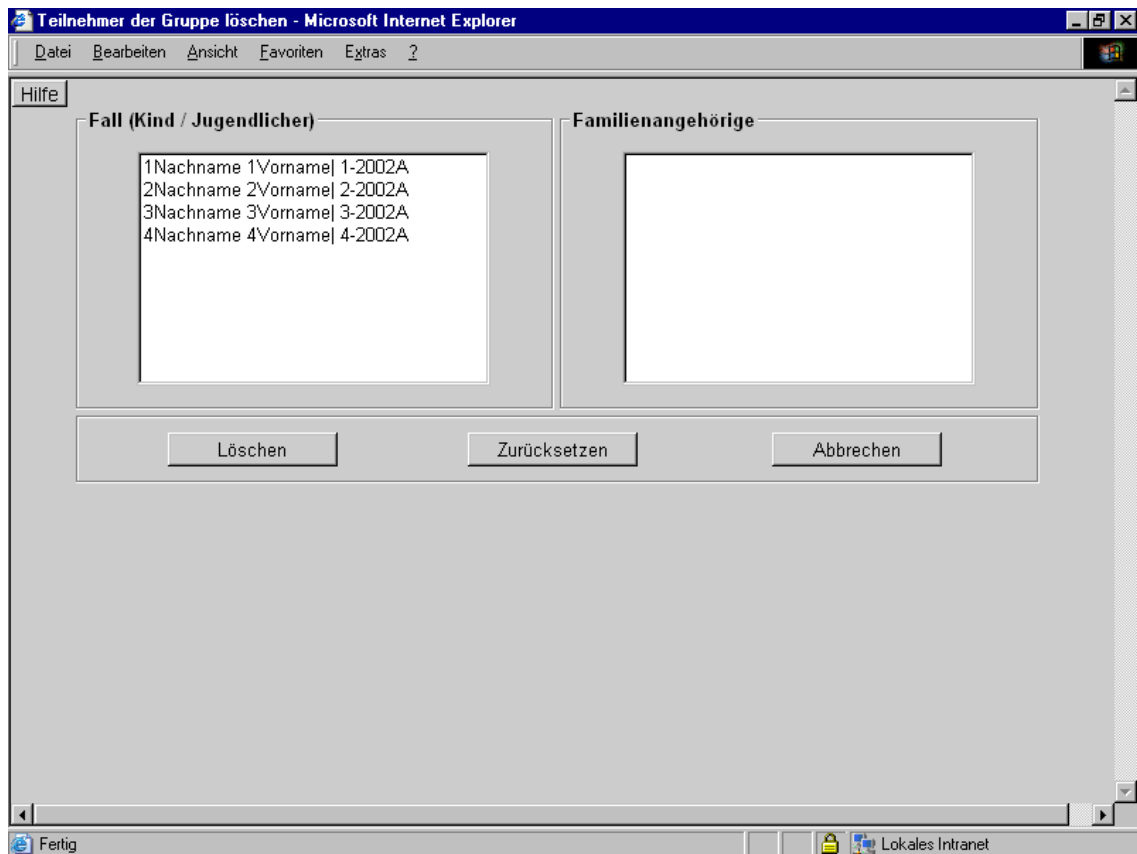 Teilnehmer der Gruppe löschen - Microsoft Internet Explorer
Datei Bearbeiten Ansicht Favoriten Extras ?
Hilfe
Fall (Kind / Jugendlicher)
1Nachname 1Vorname| 1-2002A
2Nachname 2Vorname| 2-2002A
3Nachname 3Vorname| 3-2002A
4Nachname 4Vorname| 4-2002A
Familienangehörige
Löschen Zurücksetzen Abbrechen
Fertig Lokales Intranet